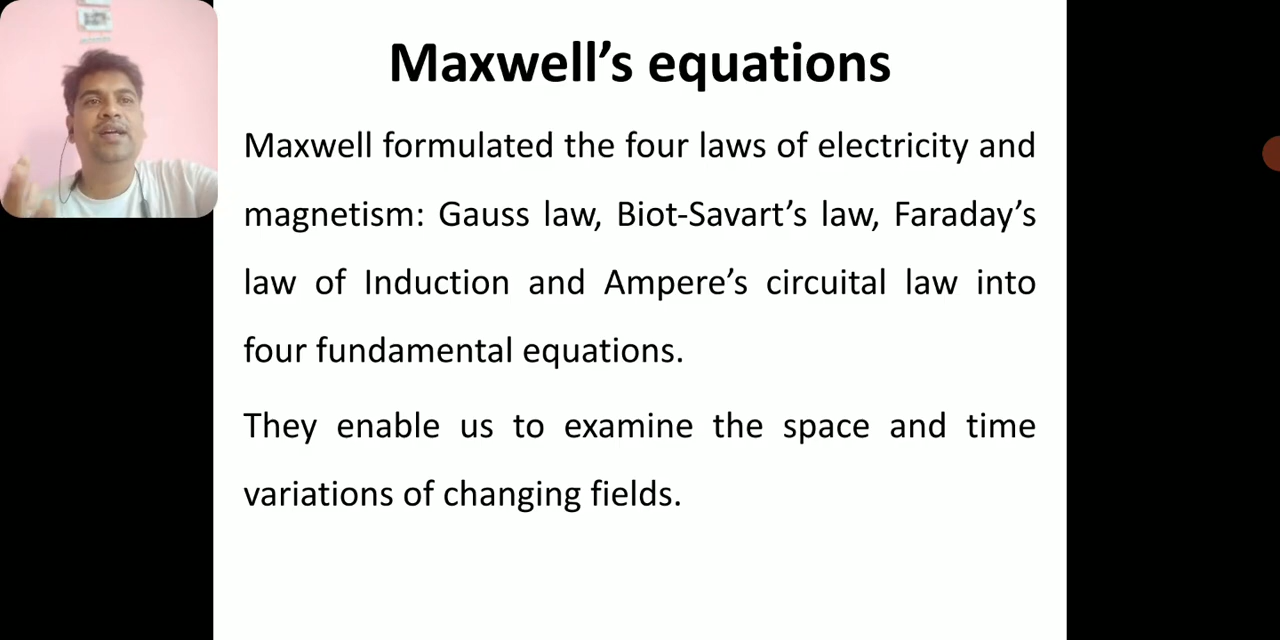 Maxwell’s equations
Maxwell formulated the four laws of electricity and
magnetism: Gauss law, Biot-Savart’s law, Faraday’s
law of Induction and Ampere’s circuital law into
four fundamental equations.
They enable us to examine the space and time
variations of changing fields.